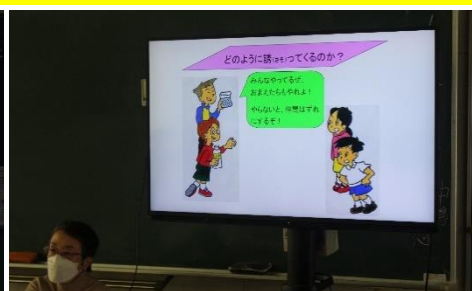 どのように誘(さそ)ってくるのか？
みんなやってるぜ、
おまえたちもやれよ！
やらないと、仲間はずれ
にするぞ！